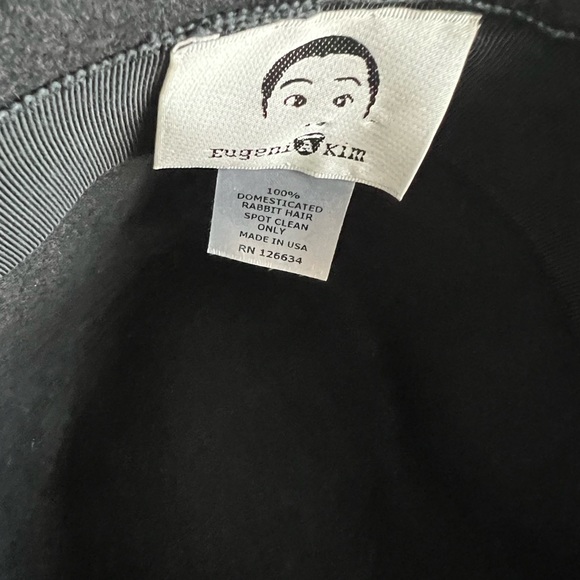 Eugenia Kim
100%
DOMESTICATED
RABBIT HAIR
SPOT CLEAN
ONLY
MADE IN USA
RN 126634